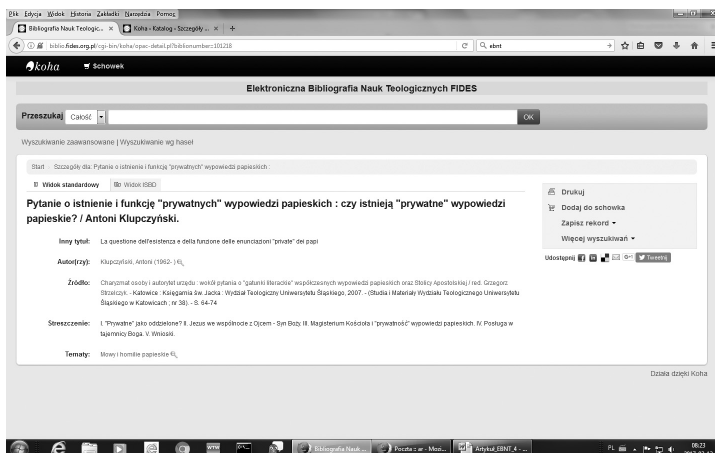 Plik Edycja Widok Historia Zakładki Narzędzia Pomoc
Bibliografia Nauk Teologic... × Koha - Katalog - Szczegóły ... × +
biblio.fides.org.pl/cgi-bin/koha/opac-detail.pl?biblionumber=101218 ebnt
koha Schowek
Elektroniczna Bibliografia Nauk Teologicznych FIDES
Przeszukaj Całość OK
Wyszukiwanie zaawansowane | Wyszukiwanie wg haseł
Start Szczegóły dla: Pytanie o istnienie i funkcję "prywatnych" wypowiedzi papieskich :
Widok standardowy Widok ISBD
Pytanie o istnienie i funkcję "prywatnych" wypowiedzi papieskich : czy istnieją "prywatne" wypowiedzi
papieskie? / Antoni Klupczyński.
Inny tytuł: La questione dell'esistenza e della funzione delle enunciazioni "private" dei papi
Autor(rzy): Klupczyński, Antoni (1962- )
Źródło: Charyzmat osoby i autorytet urzędu : wokół pytania o "gatunki literackie" współczesnych wypowiedzi papieskich oraz Stolicy Apostolskiej / red. Grzegorz
Strzelczyk. - Katowice : Księgarnia św. Jacka : Wydział Teologiczny Uniwersytetu Śląskiego, 2007. - (Studia i Materiały Wydziału Teologicznego Uniwersytetu
Śląskiego w Katowicach ; nr 38). - S. 64-74
Streszczenie: I. "Prywatne" jako oddzielone? II. Jezus we wspólnocie z Ojcem - Syn Boży. III. Magisterium Kościoła i "prywatność" wypowiedzi papieskich. IV. Posługa w
tajemnicy Boga. V. Wnioski.
Tematy: Mowy i homilie papieskie
Drukuj
Dodaj do schowka
Zapisz rekord
Więcej wyszukiwań
Udostępnij Tweetnij
Działa dzięki Koha
Bibliografia Nauk ... Poczta :: ar - Mozi... Artykuł_EBNT_4 - ... PL 08:23